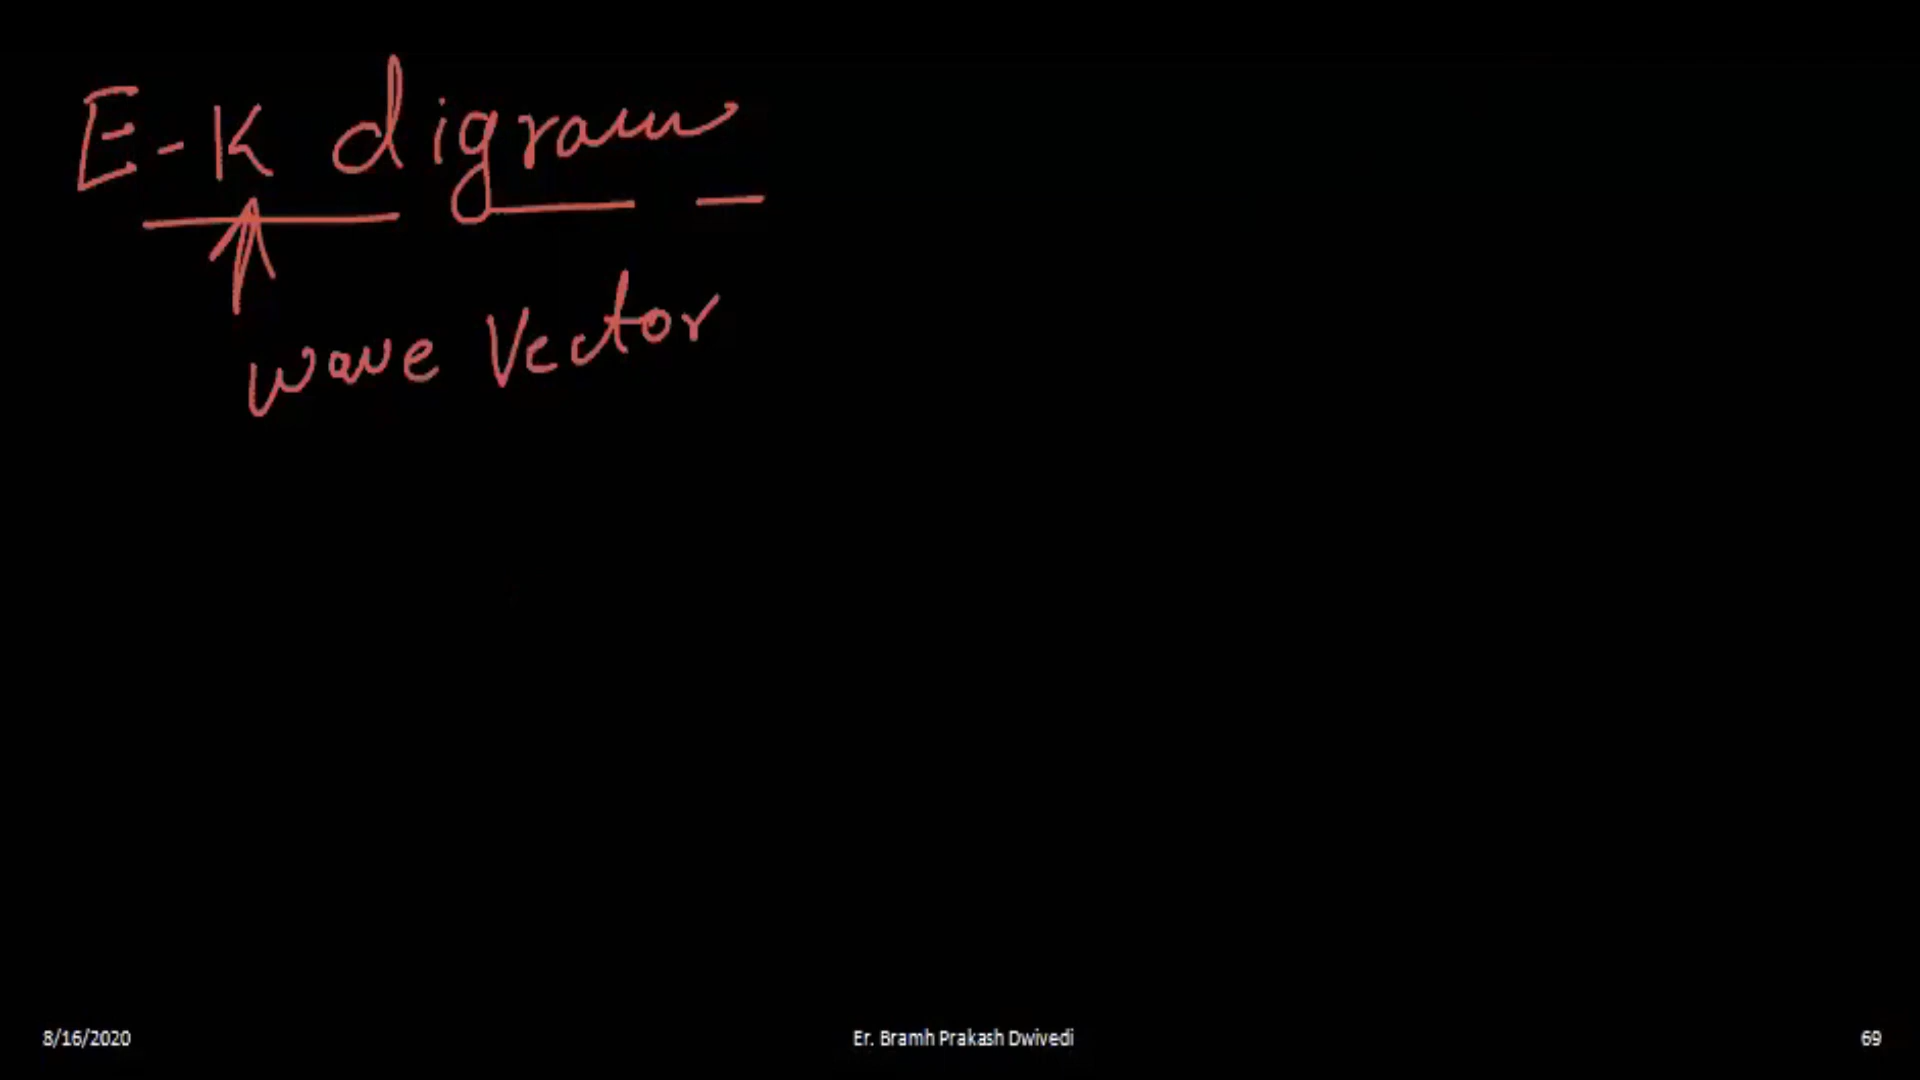 E-K digram
wave Vector
8/16/2020
Er. Bramh Prakash Dwivedi
69